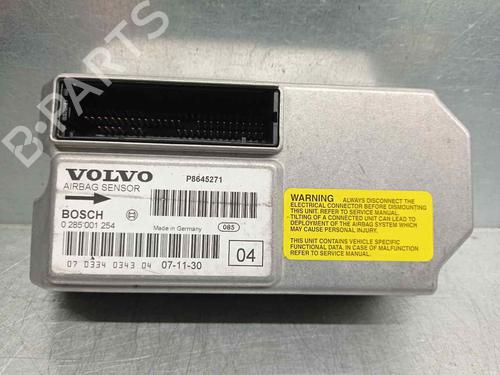 B-PARTS
VOLVO P8645271
AIRBAG SENSOR
BOSCH
0 285 001 254
Made in Germany
085
07 0334 0343 04 07-11-30
04
WARNING ALWAYS DISCONNECT THE
ELECTRICAL CONNECTOR BEFORE DISMOUNTING
THIS UNIT. REFER TO SERVICE MANUAL.
- TILTING OF A CONNECTED UNIT CAN LEAD TO
DEPLOYMENT OF THE AIRBAG SYSTEM WHICH
MAY CAUSE PERSONAL INJURY.
THIS UNIT CONTAINS VEHICLE SPECIFIC
FUNCTIONAL DATA. IN CASE OF MALFUNCTION
REFER TO SERVICE MANUAL.